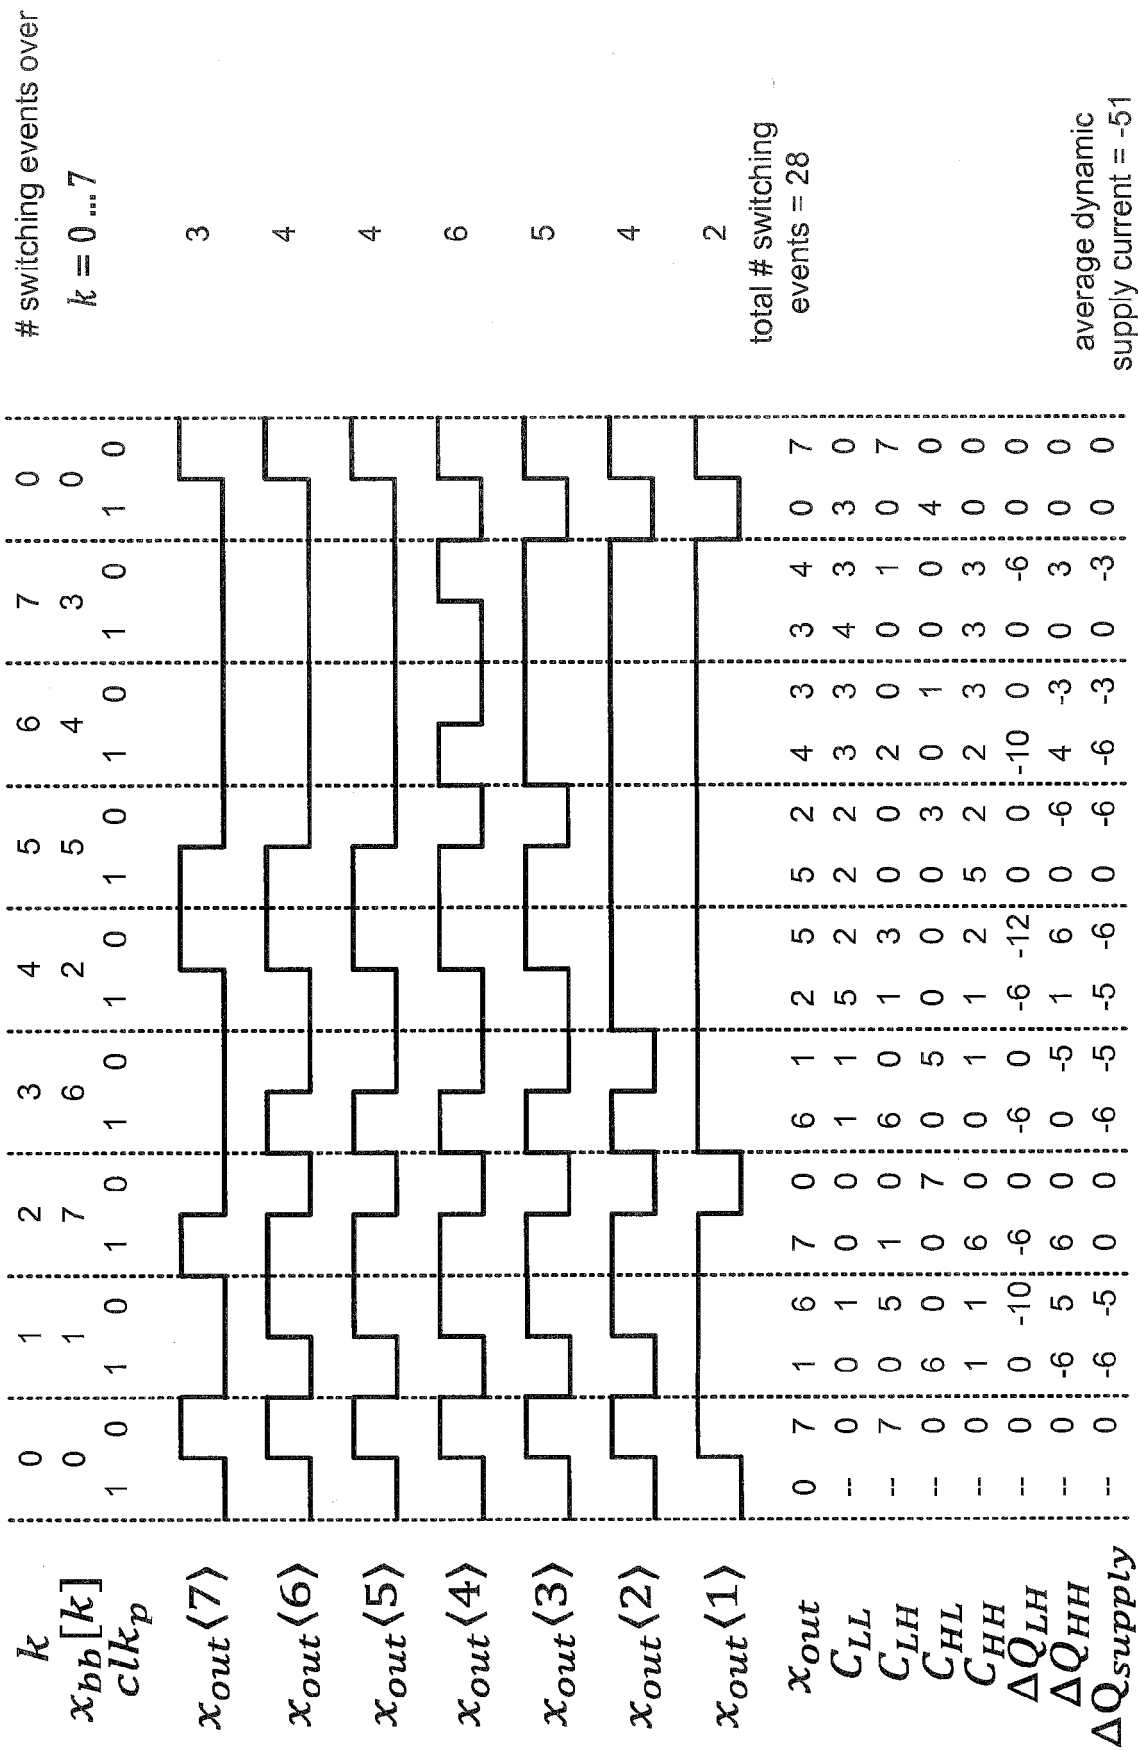 k 0 1 2 3 4 5 6 7 0 # switching events over
x_bb[k] 0 1 7 6 2 5 4 3 0 k = 0 ... 7
clk_p 1 0 1 0 1 0 1 0 1 0 1 0 1 0 1 0 1 0
x_out⟨7⟩ 3
x_out⟨6⟩ 4
x_out⟨5⟩ 4
x_out⟨4⟩ 6
x_out⟨3⟩ 5
x_out⟨2⟩ 4
x_out⟨1⟩ 2
total # switching
x_out 0 7 1 6 7 0 6 1 2 5 5 2 4 3 3 4 0 7 events = 28
C_LL -- 0 0 1 0 0 1 1 5 2 2 2 3 3 4 3 3 0
C_LH -- 7 0 5 1 0 6 0 1 3 0 0 2 0 0 1 0 7
C_HL -- 0 6 0 0 7 0 5 0 0 0 3 0 1 0 0 4 0
C_HH -- 0 1 1 6 0 0 1 1 2 5 2 2 3 3 3 0 0
ΔQ_LH -- 0 0 -10 -6 0 -6 0 -6 -12 0 0 -10 0 0 -6 0 0
ΔQ_HH -- 0 -6 5 6 0 0 -5 1 6 0 -6 4 -3 0 3 0 0 average dynamic
ΔQ_supply -- 0 -6 -5 0 0 -6 -5 -5 -6 0 -6 -6 -3 0 -3 0 0 supply current = -51